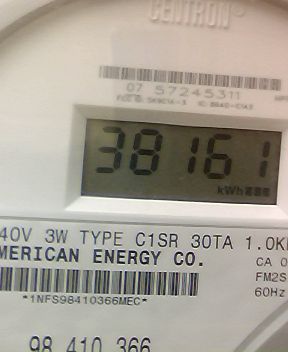 CENTRON®
07 57245311
38161
kWh
40V 3W TYPE C1SR 30TA 1.0K
MERICAN ENERGY CO.
CA 0
FM2S
60Hz
*1NFS98410366MEC*
98 410 366